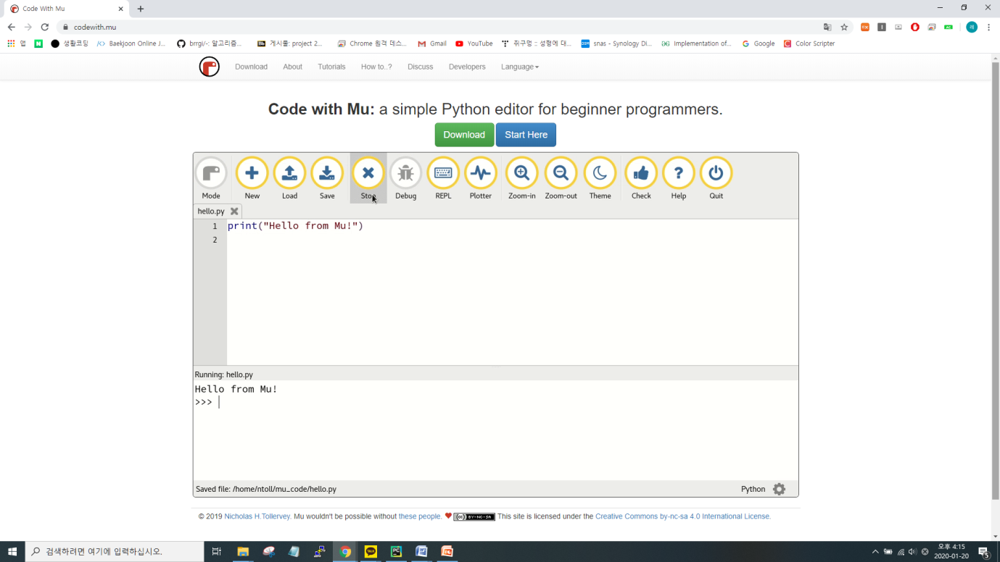 Code With Mu
codewith.mu
앱 생활코딩 Baekjoon Online J... brrgi/-: 알고리즘... 게시물: project 2... Chrome 원격 데스... Gmail YouTube 쥐구멍 :: 성형에 대... snas - Synology Di... Implementation of... Google Color Scripter
Download About Tutorials How to..? Discuss Developers Language
Code with Mu: a simple Python editor for beginner programmers.
Download Start Here
Mode New Load Save Stop Debug REPL Plotter Zoom-in Zoom-out Theme Check Help Quit
hello.py
1 print("Hello from Mu!")
2
Running: hello.py
Hello from Mu!
>>>
Saved file: /home/ntoll/mu_code/hello.py Python
© 2019 Nicholas H.Tollervey. Mu wouldn't be possible without these people. (cc) BY-NC-SA This site is licensed under the Creative Commons by-nc-sa 4.0 International License.
검색하려면 여기에 입력하십시오. 오후 4:15
2020-01-20 5